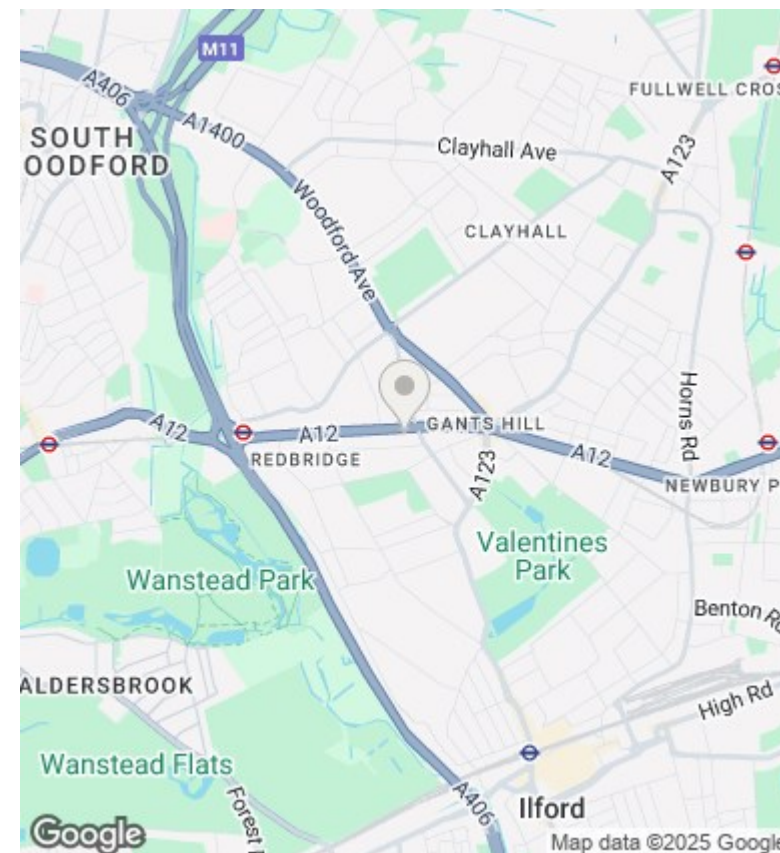 M11
A406
A1400
FULLWELL CROS
SOUTH
OODFORD
Clayhall Ave
A123
Woodford Ave
CLAYHALL
Horns Rd
A12
A12
GANTS HILL
REDBRIDGE
A123
A12
NEWBURY P
Valentines
Park
Wanstead Park
Benton Ro
ALDERSBROOK
High Rd
Wanstead Flats
Forest
A406
Ilford
Google
Map data ©2025 Google